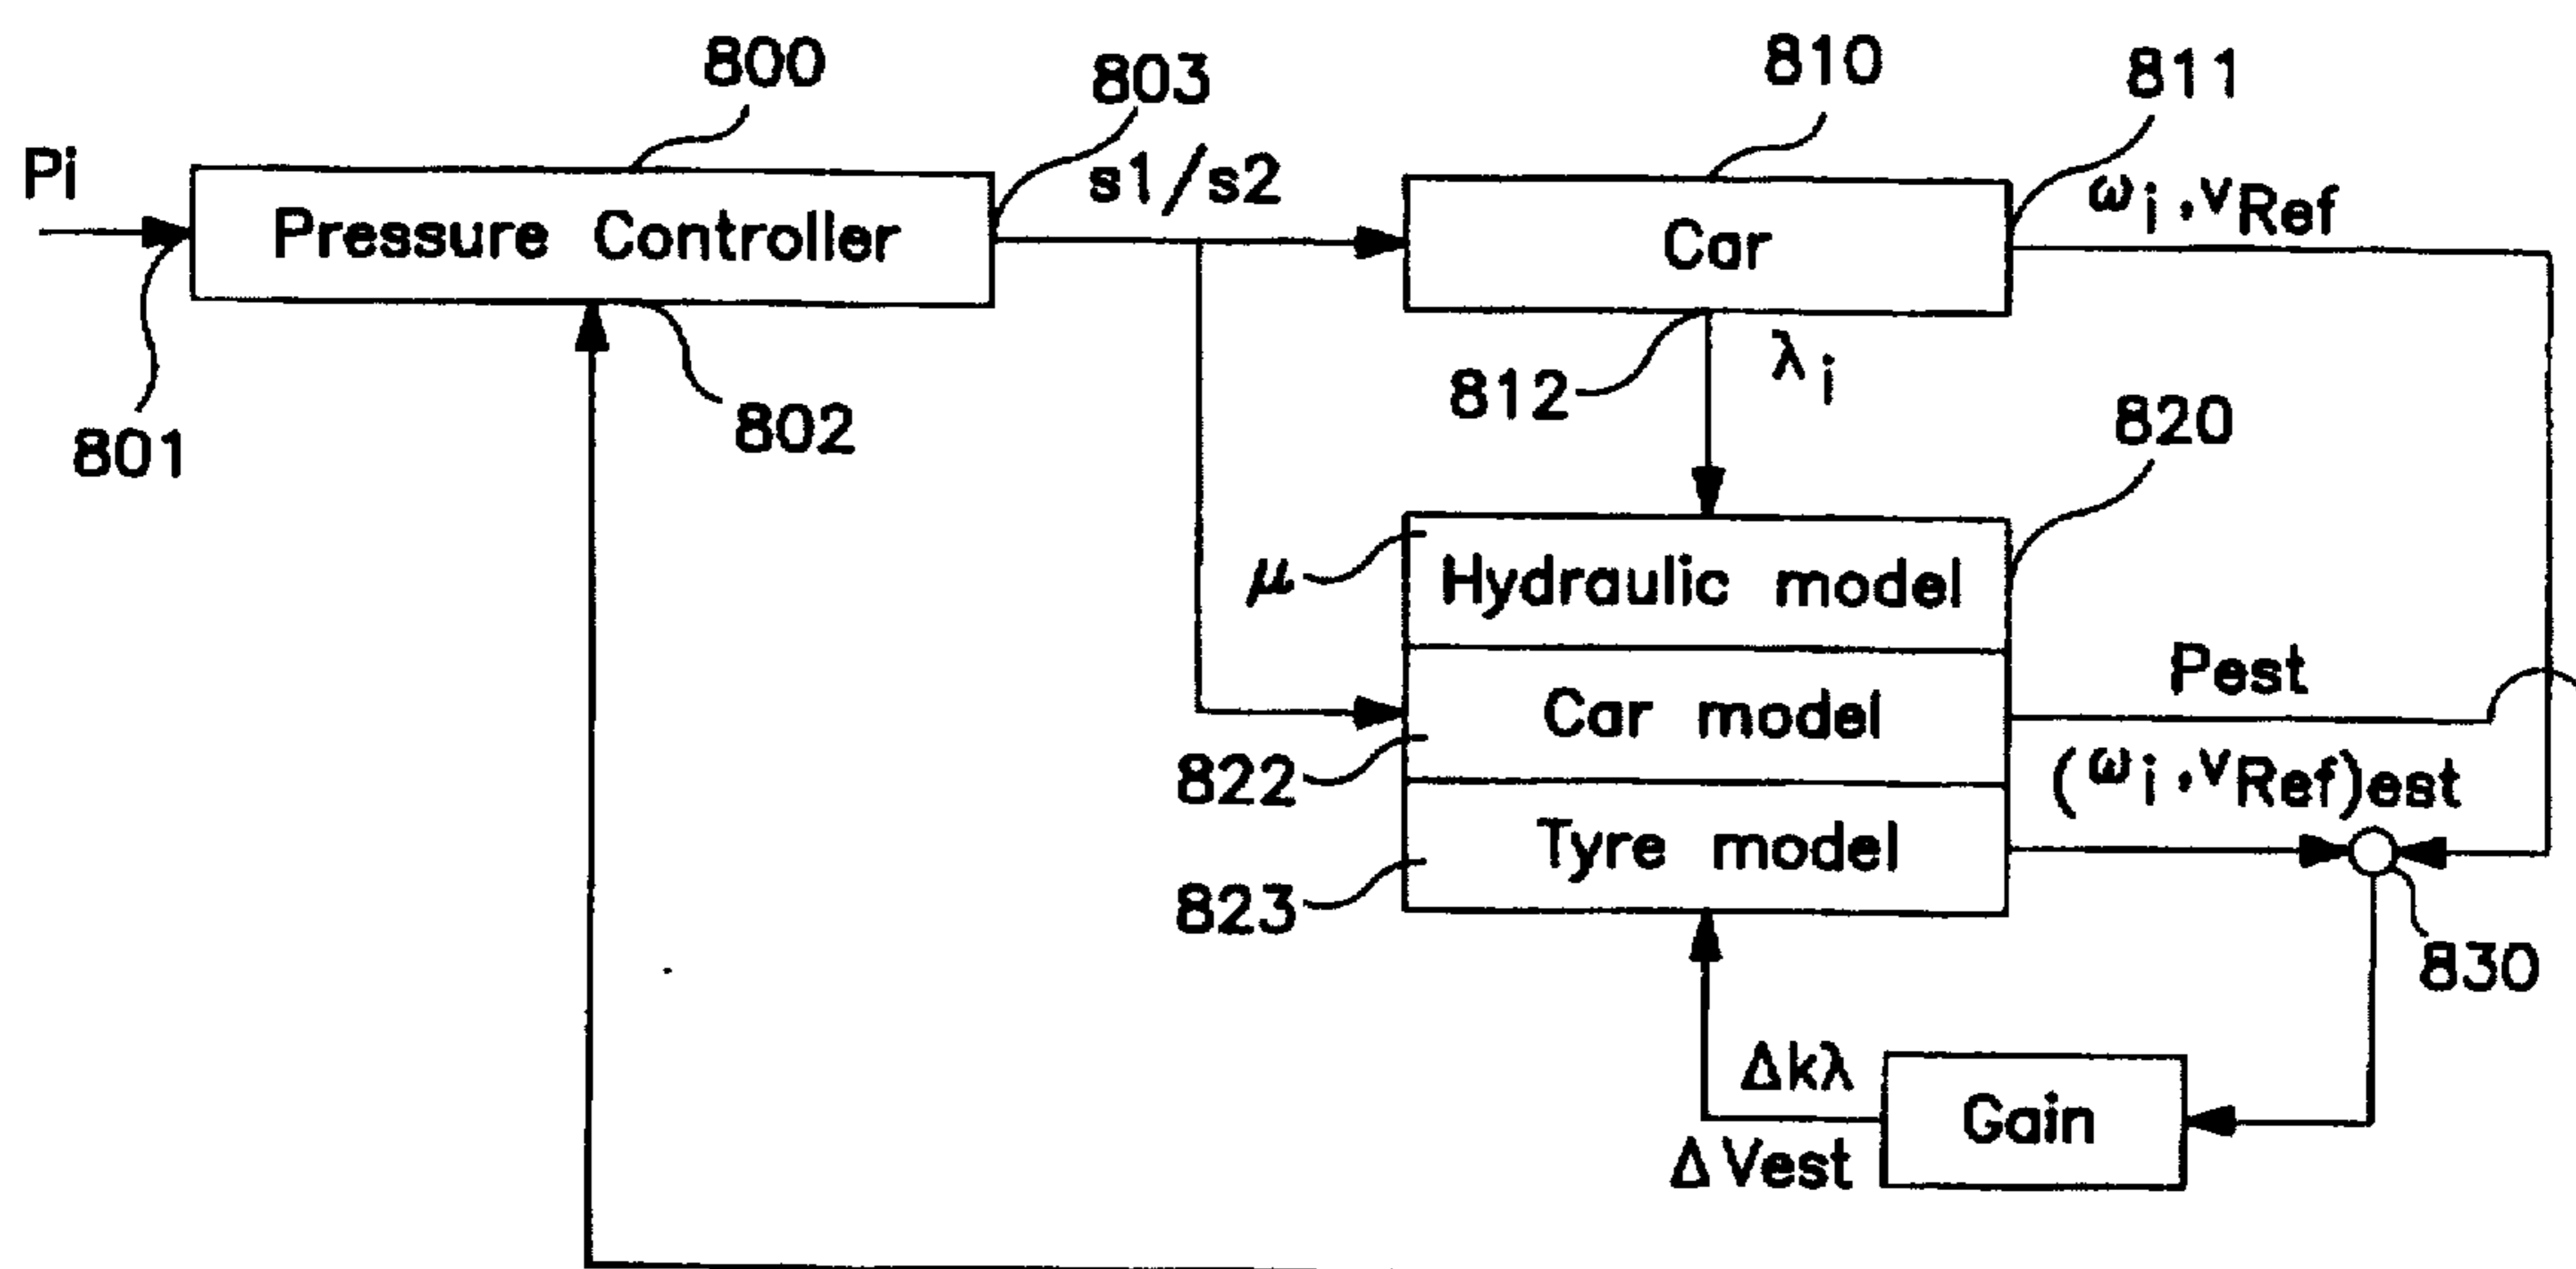 800
803
810
811
Pi
s1/s2
ωi, vRef
Pressure Controller
Car
801
802
812
λi
820
μ
Hydraulic model
Pest
Car model
822
(ωi, vRef)est
Tyre model
823
830
Δkλ
Gain
ΔVest